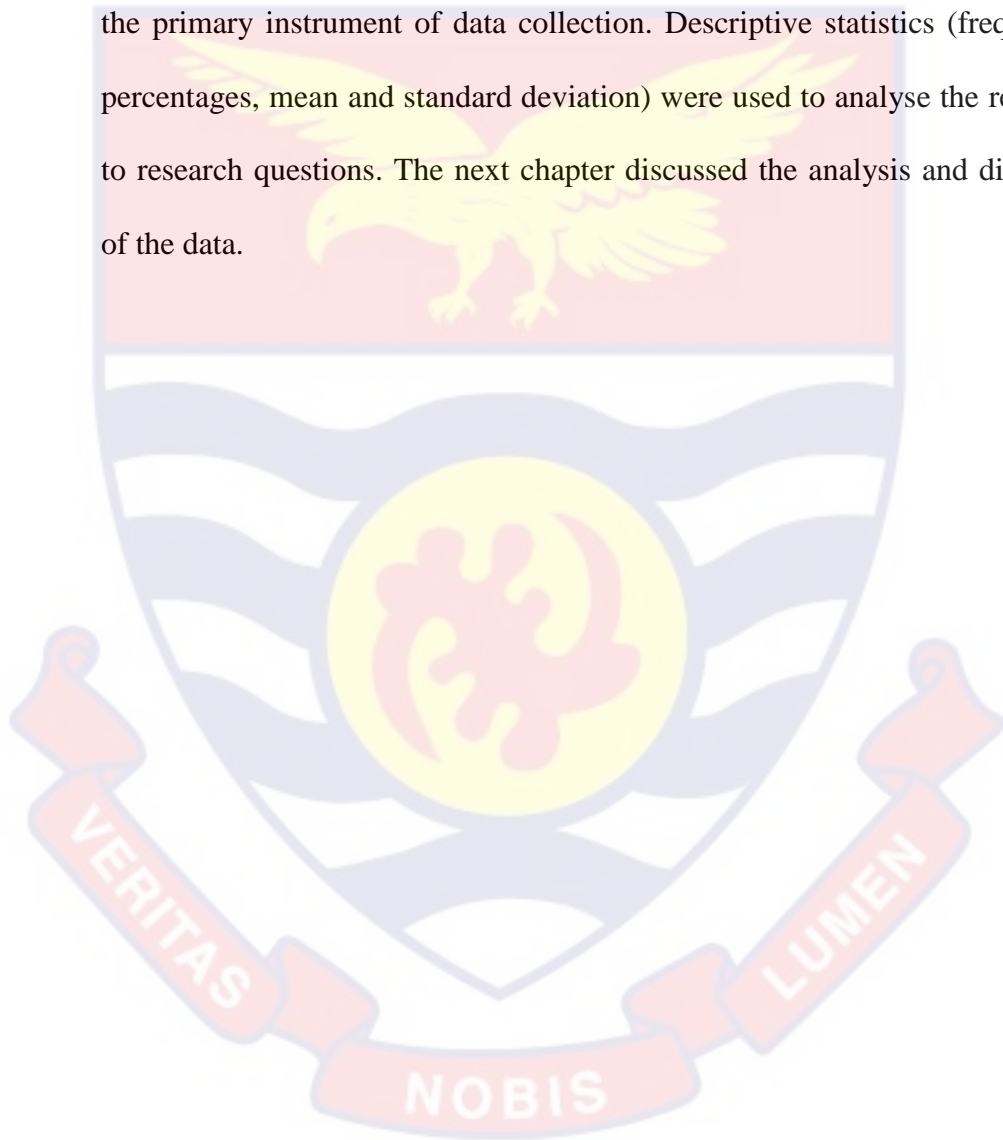 the primary instrument of data collection. Descriptive statistics (freq
percentages, mean and standard deviation) were used to analyse the re
to research questions. The next chapter discussed the analysis and di
of the data.
VERITAS
NOBIS
LUMEN